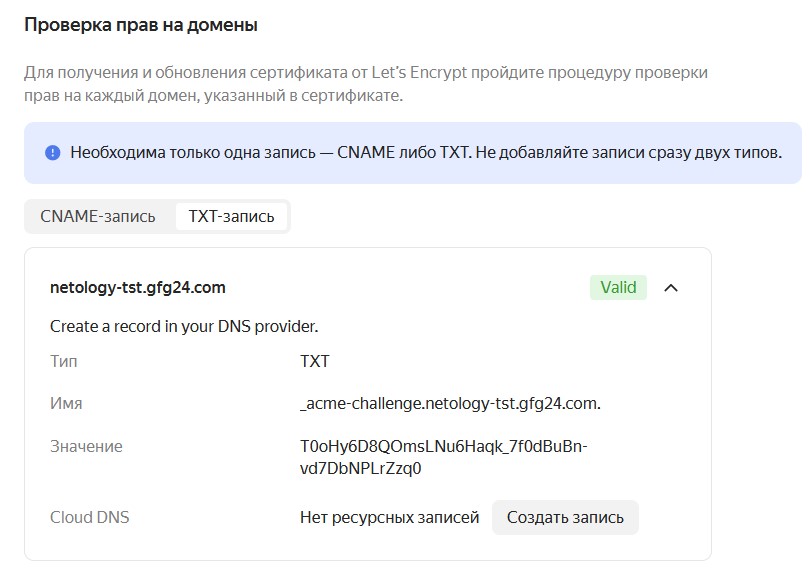 Проверка прав на домены
Для получения и обновления сертификата от Let's Encrypt пройдите процедуру проверки
прав на каждый домен, указанный в сертификате.
Необходима только одна запись — CNAME либо TXT. Не добавляйте записи сразу двух типов.
CNAME-запись TXT-запись
netology-tst.gfg24.com Valid
Create a record in your DNS provider.
Тип TXT
Имя _acme-challenge.netology-tst.gfg24.com.
Значение T0oHy6D8QOmsLNu6Haqk_7f0dBuBn-
vd7DbNPLrZzq0
Cloud DNS Нет ресурсных записей Создать запись